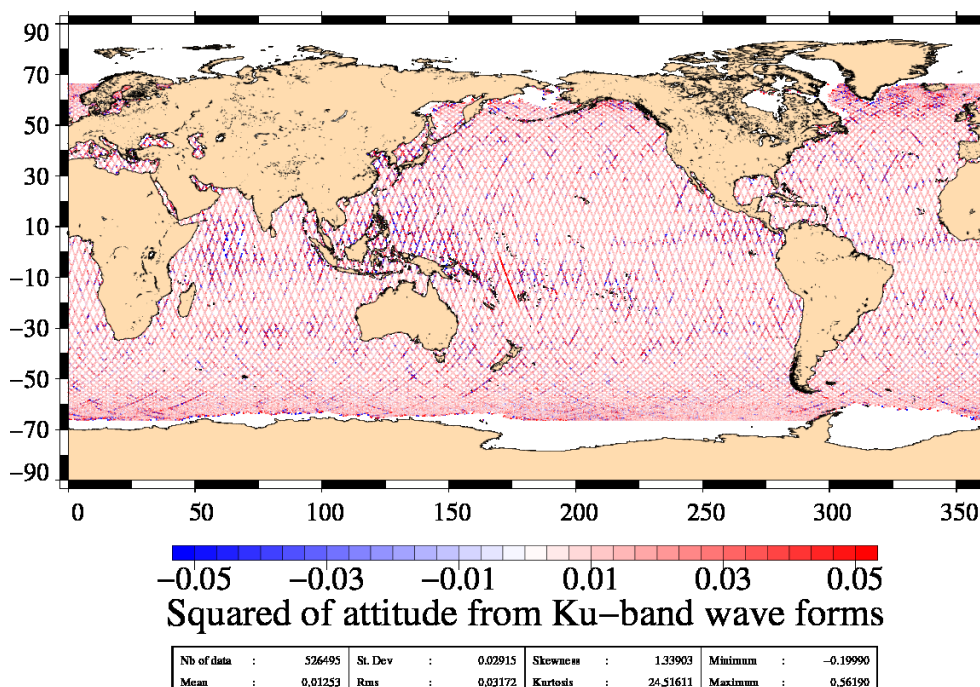 90
70
50
30
10
−10
−30
−50
−70
−90
0 50 100 150 200 250 300 350
−0.05 −0.03 −0.01 0.01 0.03 0.05
Squared of attitude from Ku−band wave forms
Nb of data : 526495 St. Dev : 0.02915 Skewness : 1.33903 Minimum : −0.19990
Mean : 0.01253 Rms : 0.03172 Kurtosis : 24.51611 Maximum : 0.56190